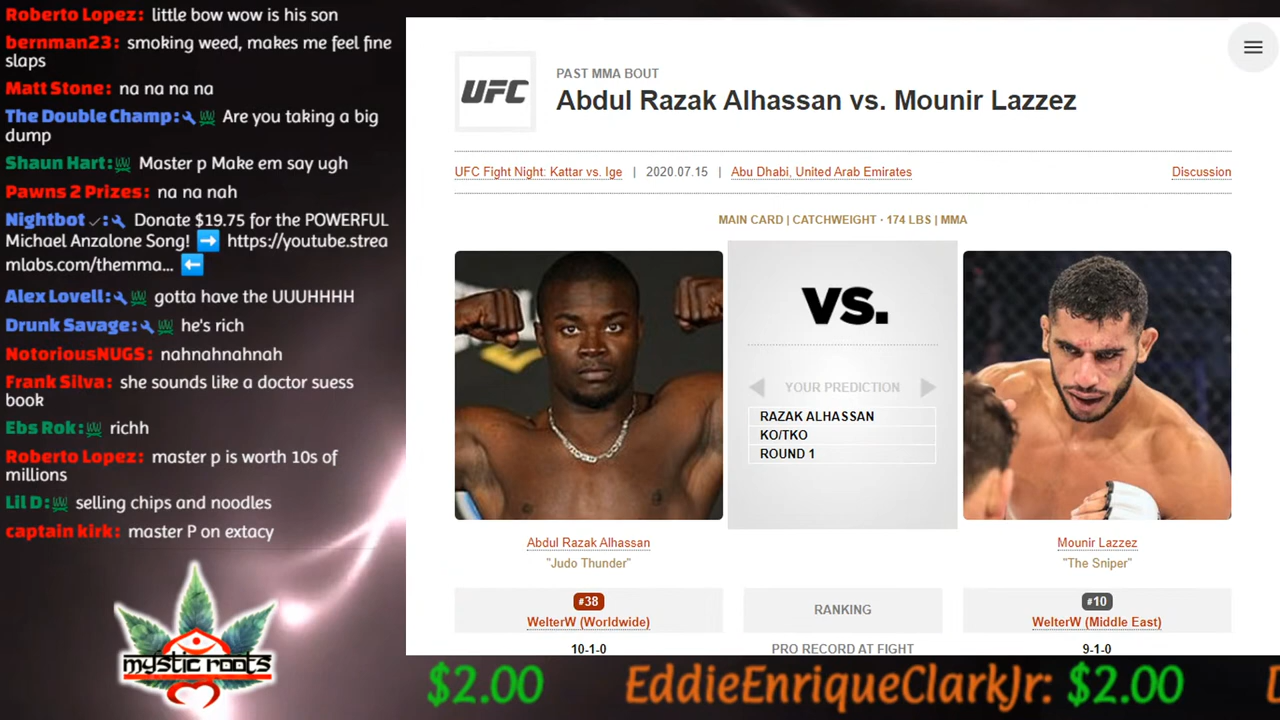 Roberto Lopez: little bow wow is his son
bernman23: smoking weed, makes me feel fine
slaps
Matt Stone: na na na na
The Double Champ: Are you taking a big
dump
Shaun Hart: Master p Make em say ugh
Pawns 2 Prizes: na na nah
Nightbot ✓: Donate $19.75 for the POWERFUL
Michael Anzalone Song! ➡ https://youtube.strea
mlabs.com/themma... ⬅
Alex Lovell: gotta have the UUUHHHH
Drunk Savage: he's rich
NotoriousNUGS: nahnahnahnah
Frank Silva: she sounds like a doctor suess
book
Ebs Rok: richh
Roberto Lopez: master p is worth 10s of
millions
Lil D: selling chips and noodles
captain kirk: master P on extacy
mystic roots
UFC
PAST MMA BOUT
Abdul Razak Alhassan vs. Mounir Lazzez
UFC Fight Night: Kattar vs. Ige | 2020.07.15 | Abu Dhabi, United Arab Emirates
Discussion
MAIN CARD | CATCHWEIGHT · 174 LBS | MMA
VS.
YOUR PREDICTION
RAZAK ALHASSAN
KO/TKO
ROUND 1
Abdul Razak Alhassan
"Judo Thunder"
Mounir Lazzez
"The Sniper"
#38
WelterW (Worldwide)
RANKING
#10
WelterW (Middle East)
10-1-0
PRO RECORD AT FIGHT
9-1-0
$2.00 EddieEnriqueClarkJr: $2.00